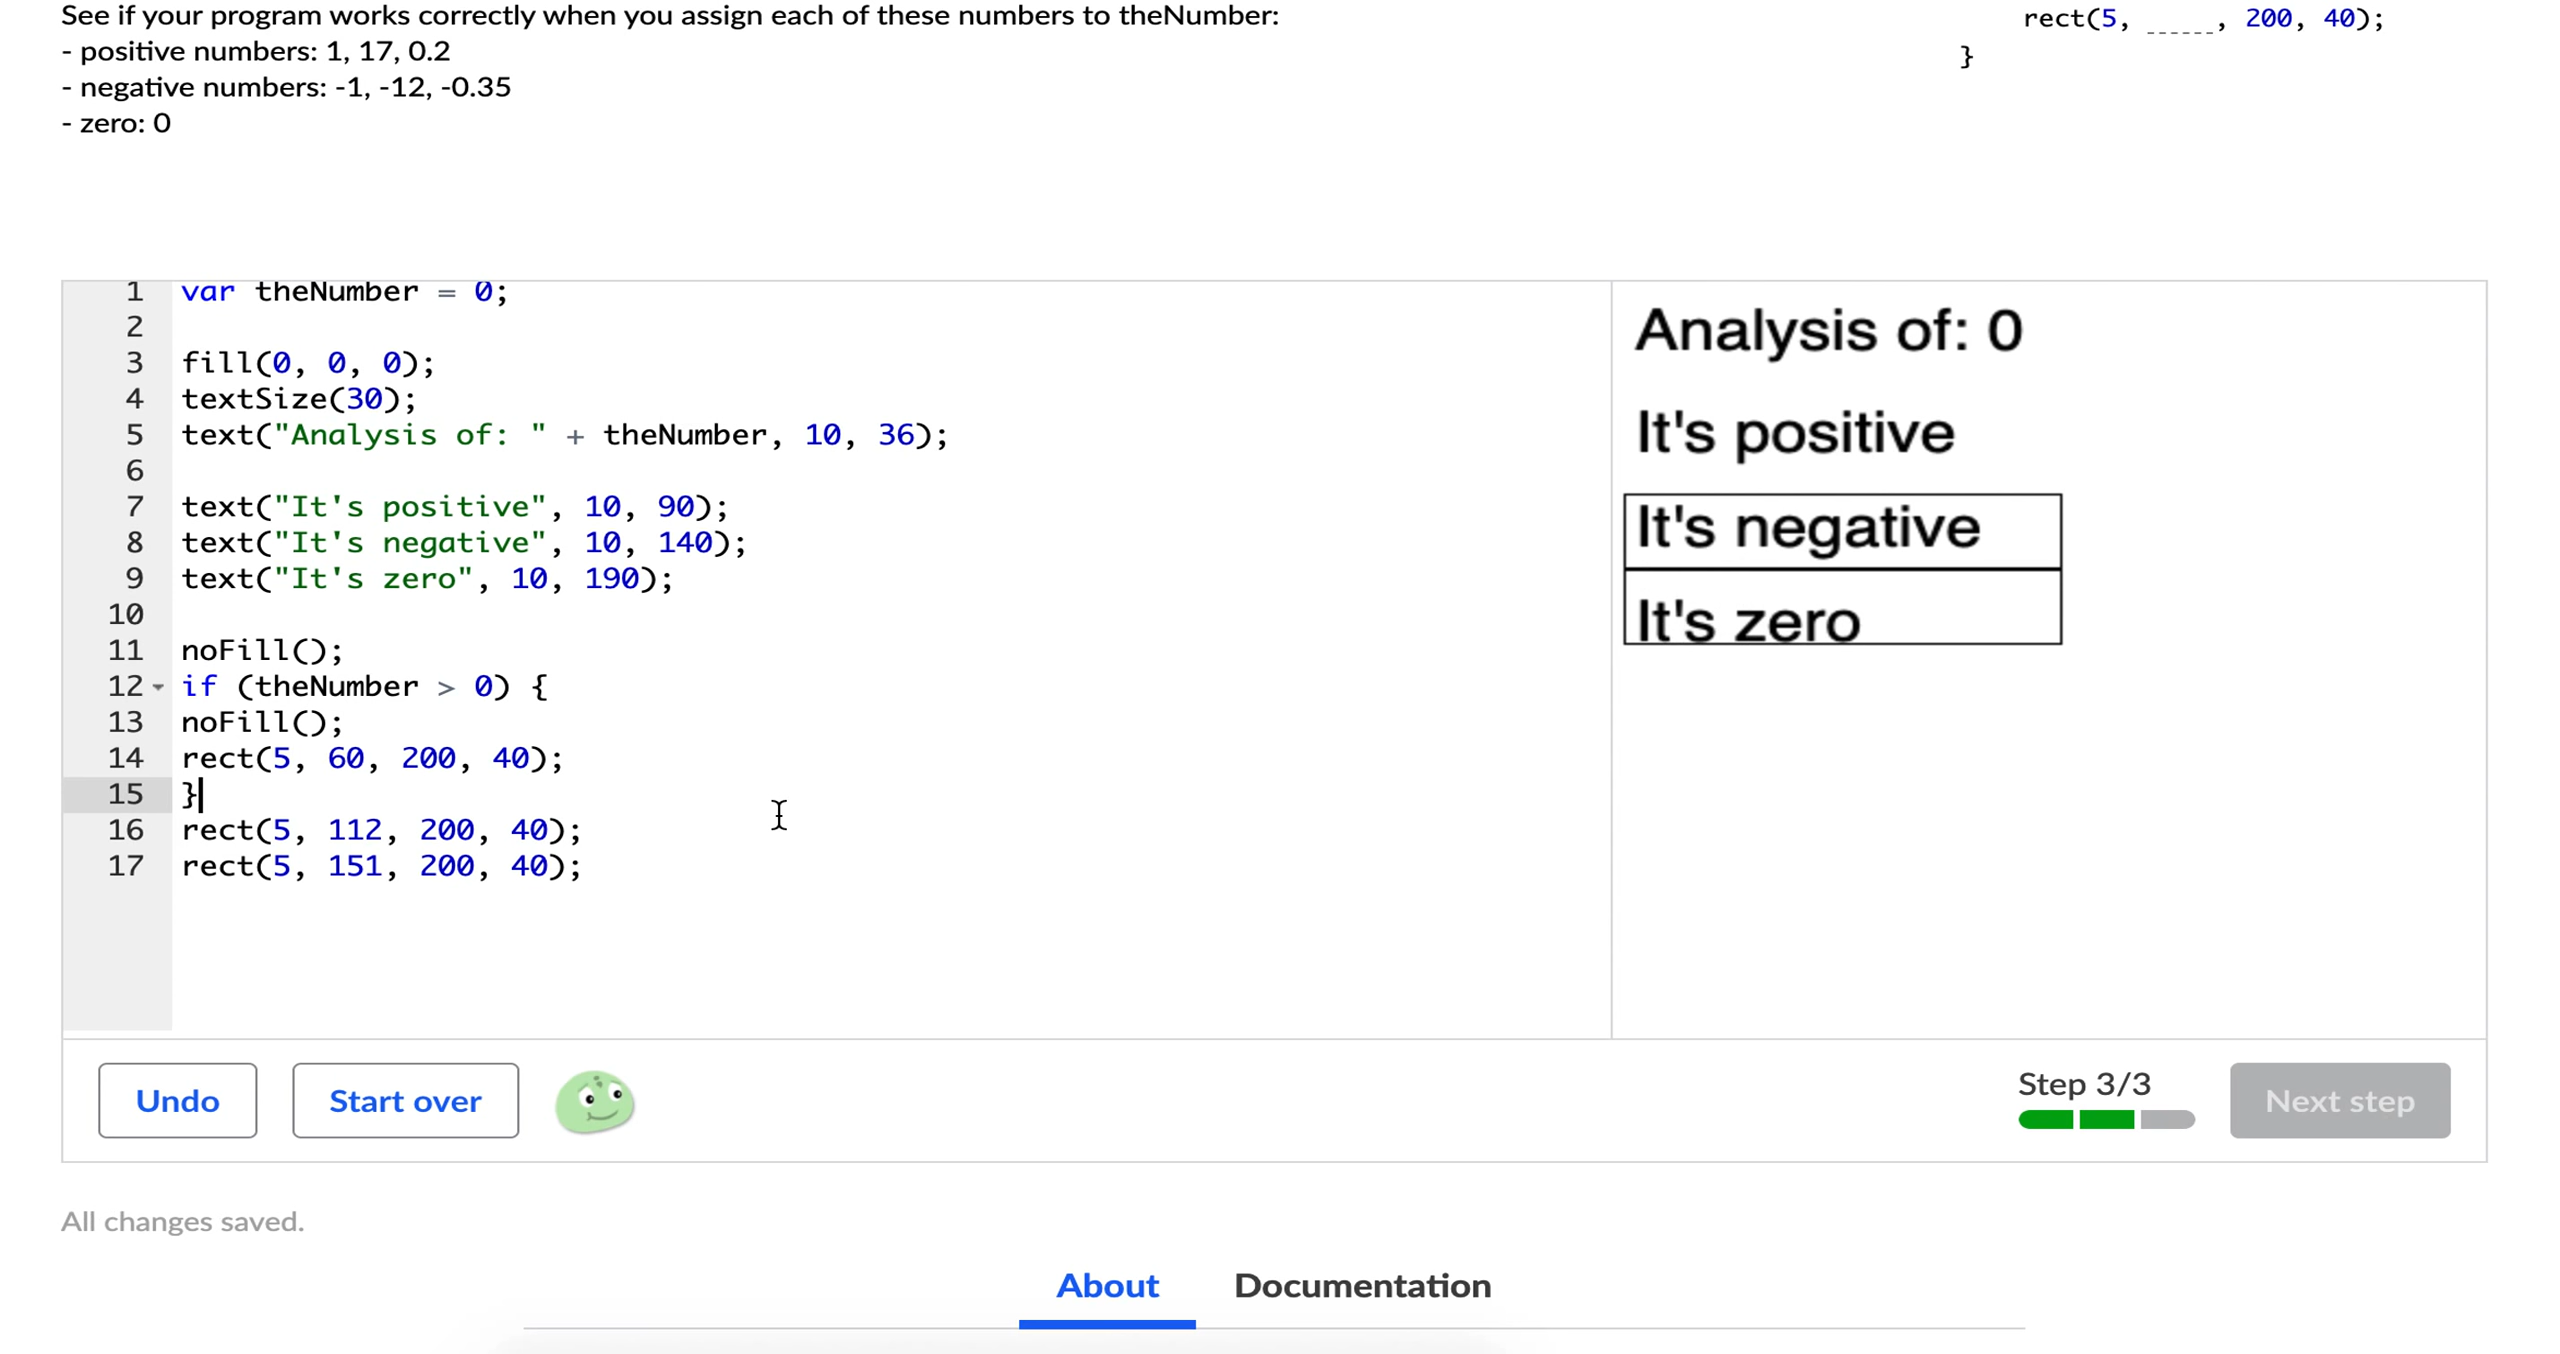 See if your program works correctly when you assign each of these numbers to theNumber:
- positive numbers: 1, 17, 0.2
- negative numbers: -1, -12, -0.35
- zero: 0
rect(5, ______, 200, 40);
}
1 var theNumber = 0;
2
3 fill(0, 0, 0);
4 textSize(30);
5 text("Analysis of: " + theNumber, 10, 36);
6
7 text("It's positive", 10, 90);
8 text("It's negative", 10, 140);
9 text("It's zero", 10, 190);
10
11 noFill();
12 if (theNumber > 0) {
13 noFill();
14 rect(5, 60, 200, 40);
15 }
16 rect(5, 112, 200, 40);
17 rect(5, 151, 200, 40);
Analysis of: 0
It's positive
It's negative
It's zero
Undo
Start over
Step 3/3
Next step
All changes saved.
About
Documentation